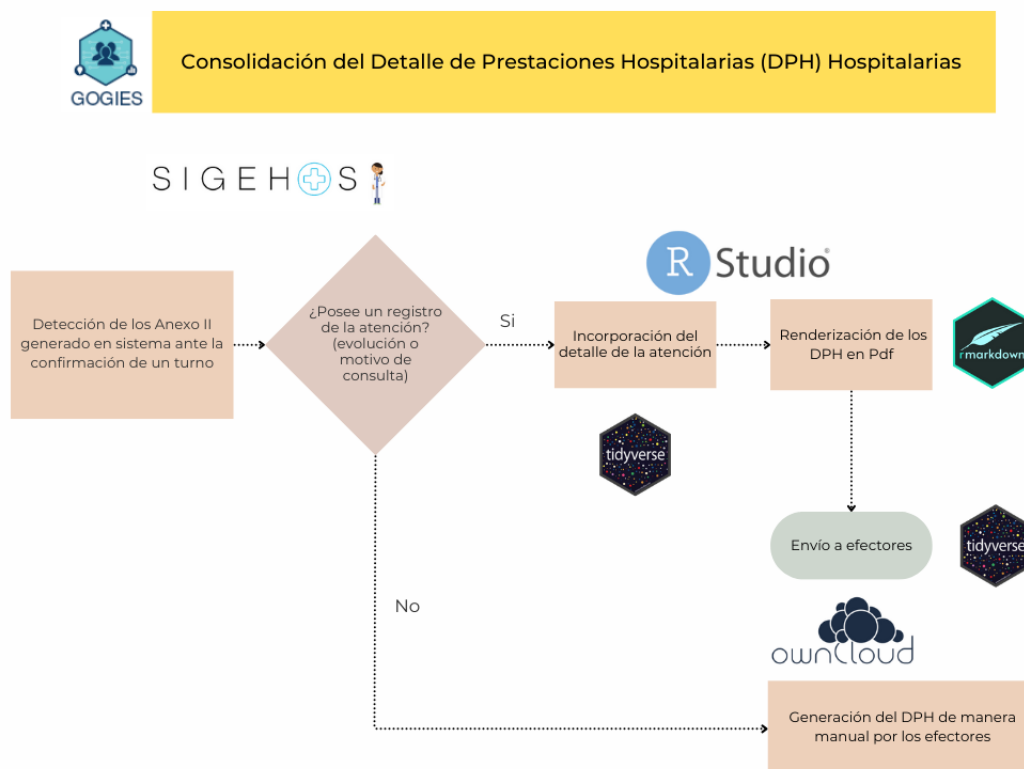 Consolidación del Detalle de Prestaciones Hospitalarias (DPH) Hospitalarias
GOGIES
SIGEHOS
R Studio®
¿Posee un registro
de la atención?
(evolución o
motivo de
consulta)
Detección de los Anexo II
generado en sistema ante la
confirmación de un turno
Si
Incorporación del
detalle de la atención
Renderización de los
DPH en Pdf
rmarkdown
tidyverse
Envío a efectores
tidyverse
No
ownCloud
Generación del DPH de manera
manual por los efectores